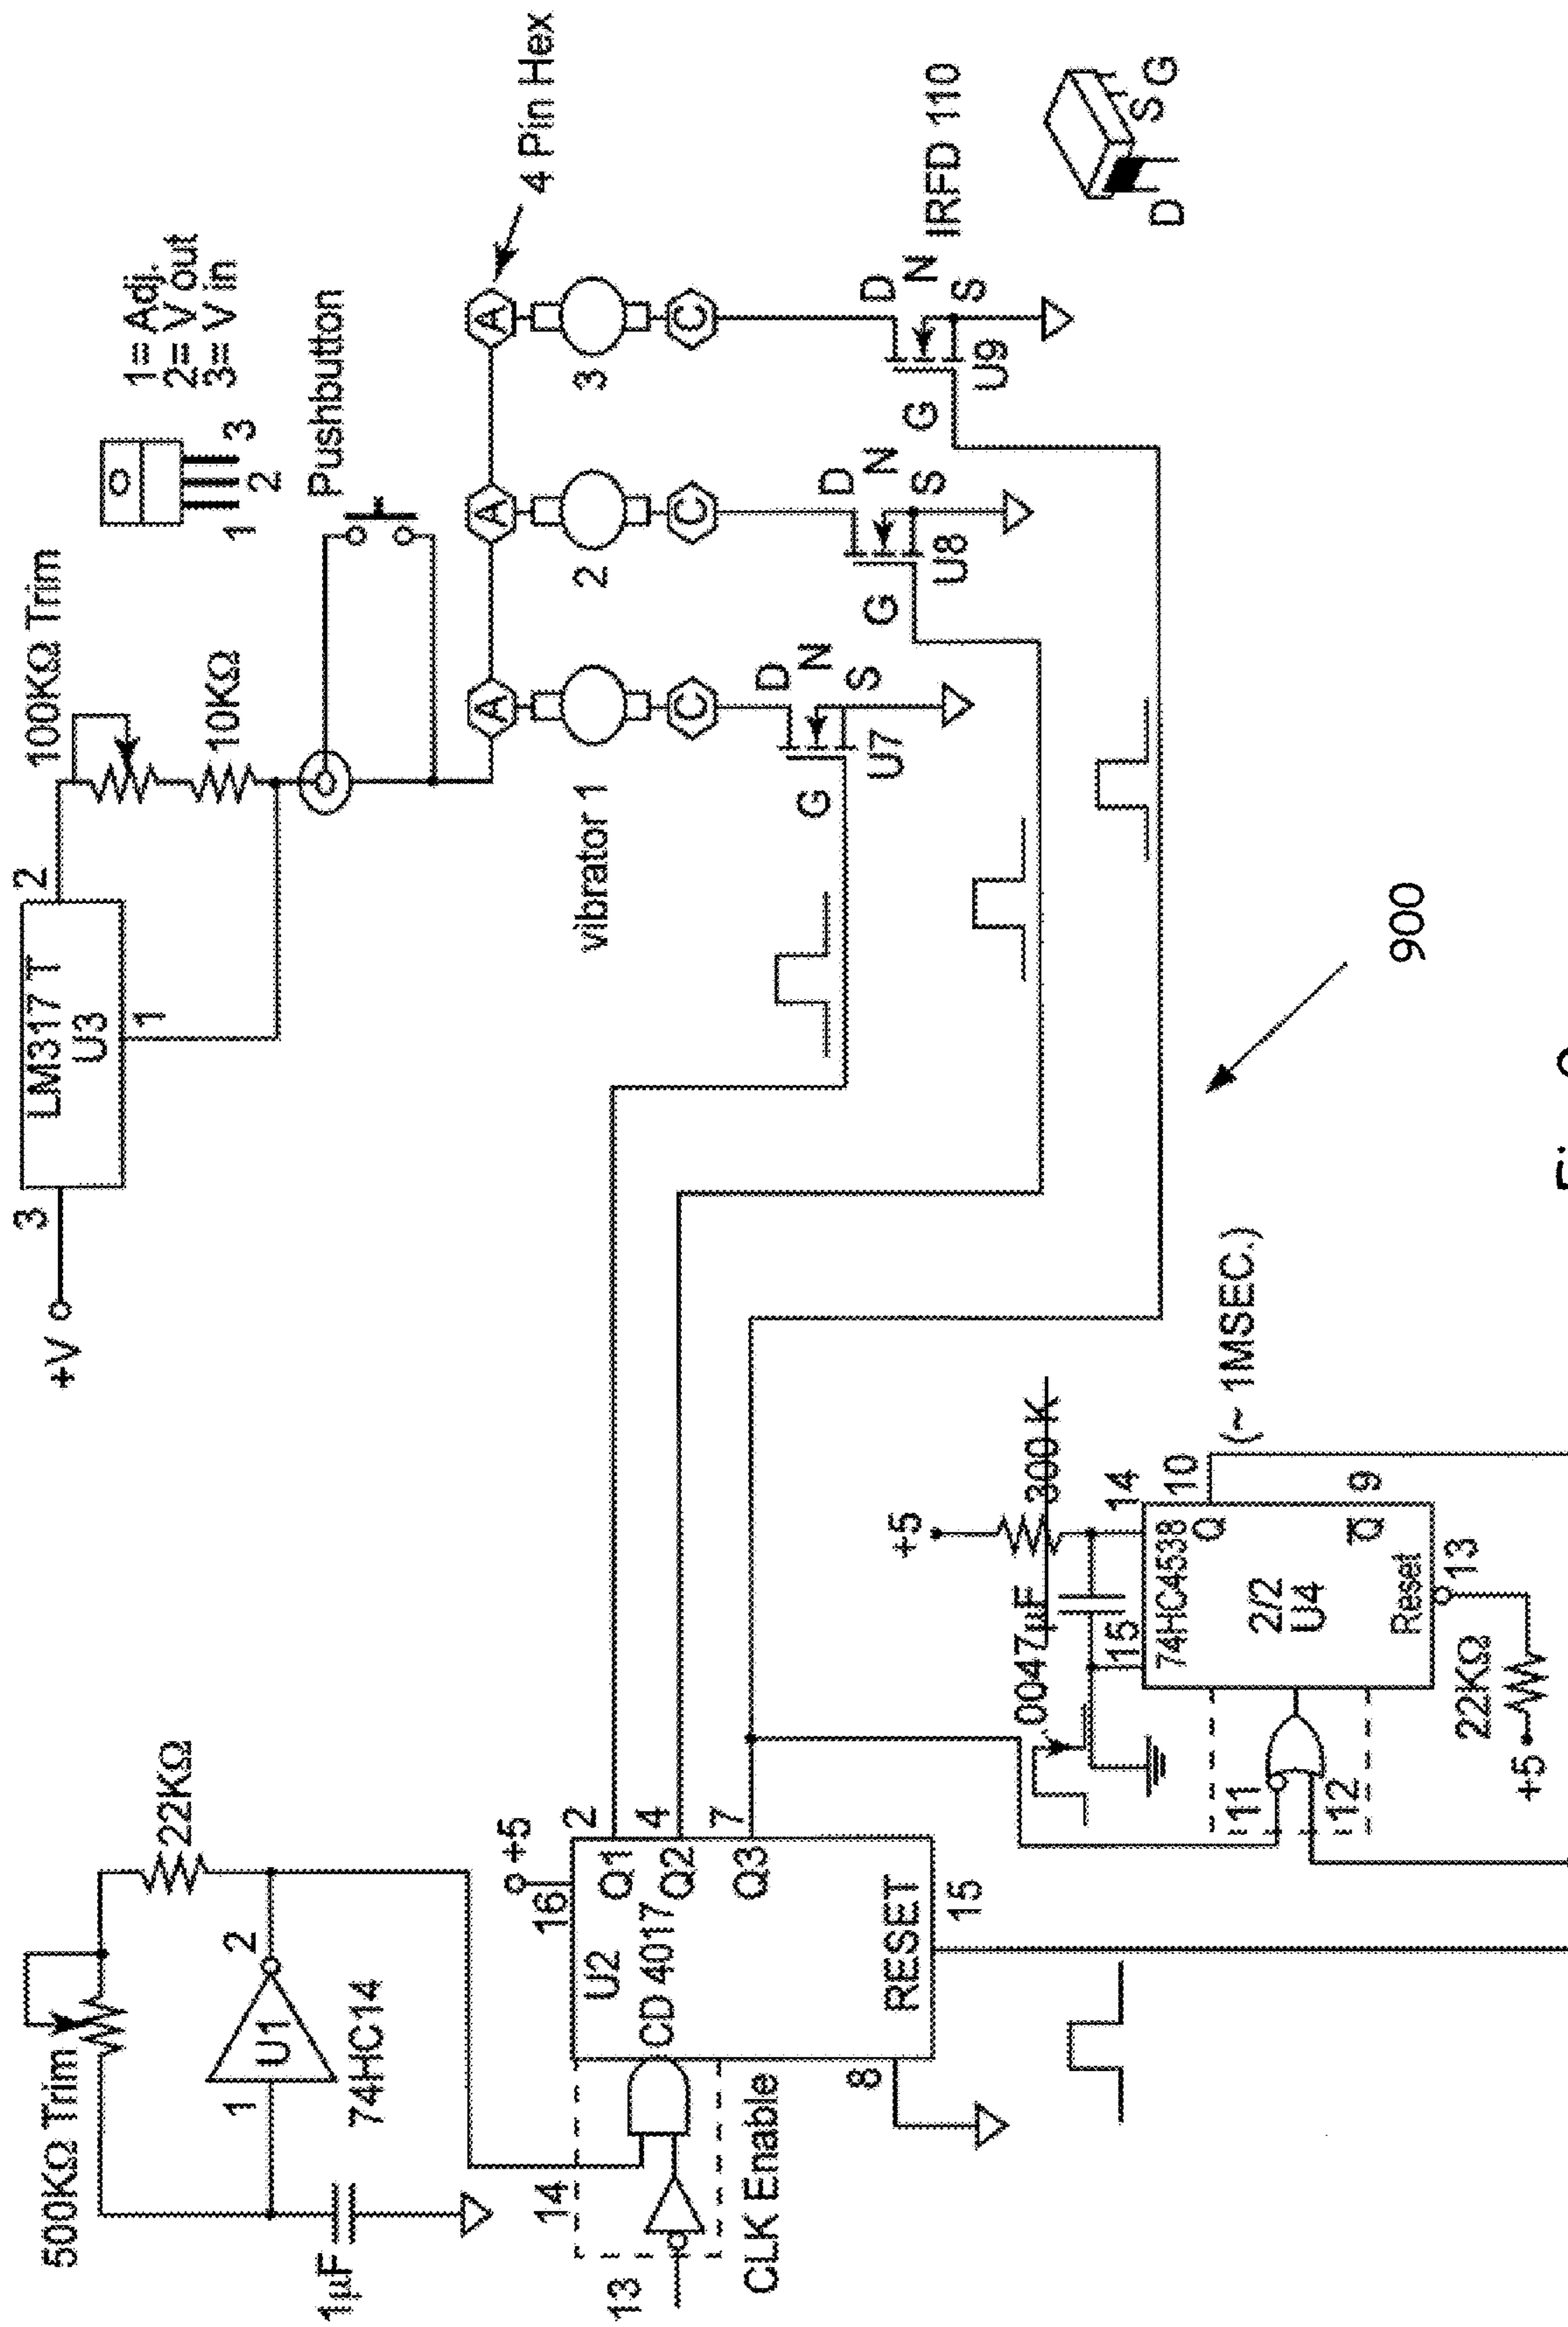 +V
3
LM317 T
U3
2
1
100KΩ Trim
10KΩ
1
2
3
1= Adj.
2= V out
3= V in
Pushbutton
4 Pin Hex
A
A
A
vibrator 1
2
3
C
C
C
G
D
N
S
U7
G
D
N
S
U8
G
D
N
S
U9
IRFD 110
D
S
G
500KΩ Trim
22KΩ
1
U1
2
74HC14
1µF
14
13
CLK Enable
+5
16
U2
CD 4017
Q1
2
Q2
4
Q3
7
RESET
15
8
+5
300 K
0047µF
15
14
74HC4538
Q
10
(~ 1MSEC.)
2/2
U4
Q
9
Reset
13
11
12
22KΩ
+5
900